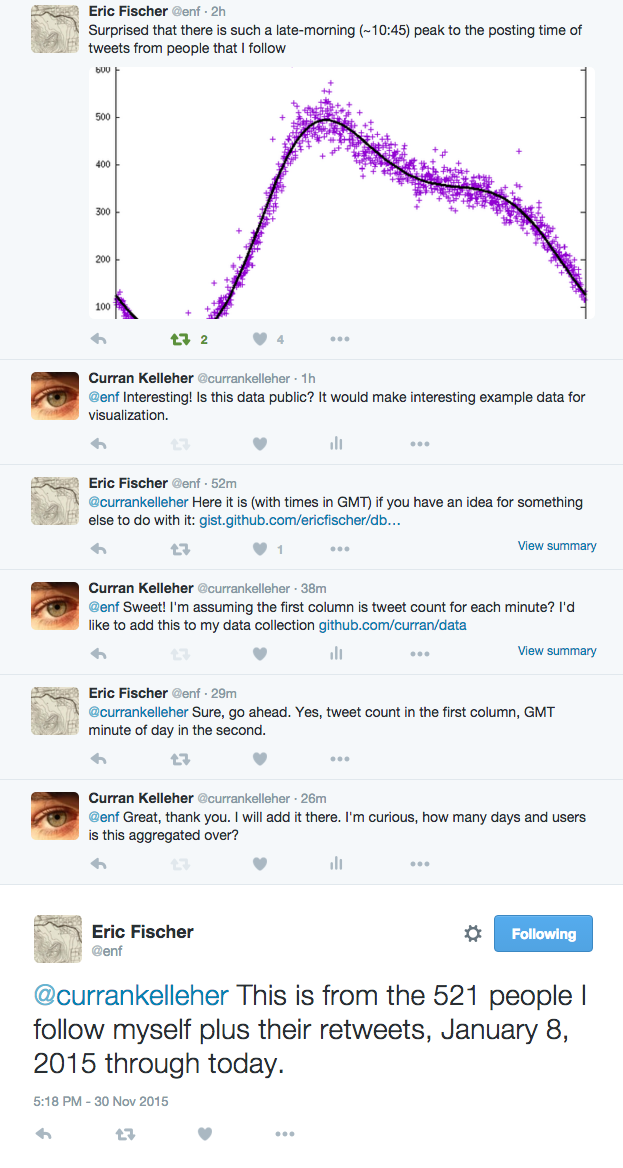 Eric Fischer @enf · 2h
Surprised that there is such a late-morning (~10:45) peak to the posting time of
tweets from people that I follow
600
500
400
300
200
100
2 4
Curran Kelleher @currankelleher · 1h
@enf Interesting! Is this data public? It would make interesting example data for
visualization.
Eric Fischer @enf · 52m
@currankelleher Here it is (with times in GMT) if you have an idea for something
else to do with it: gist.github.com/ericfischer/db…
1 View summary
Curran Kelleher @currankelleher · 38m
@enf Sweet! I'm assuming the first column is tweet count for each minute? I'd
like to add this to my data collection github.com/curran/data
View summary
Eric Fischer @enf · 29m
@currankelleher Sure, go ahead. Yes, tweet count in the first column, GMT
minute of day in the second.
Curran Kelleher @currankelleher · 26m
@enf Great, thank you. I will add it there. I'm curious, how many days and users
is this aggregated over?
Eric Fischer
@enf
Following
@currankelleher This is from the 521 people I
follow myself plus their retweets, January 8,
2015 through today.
5:18 PM - 30 Nov 2015